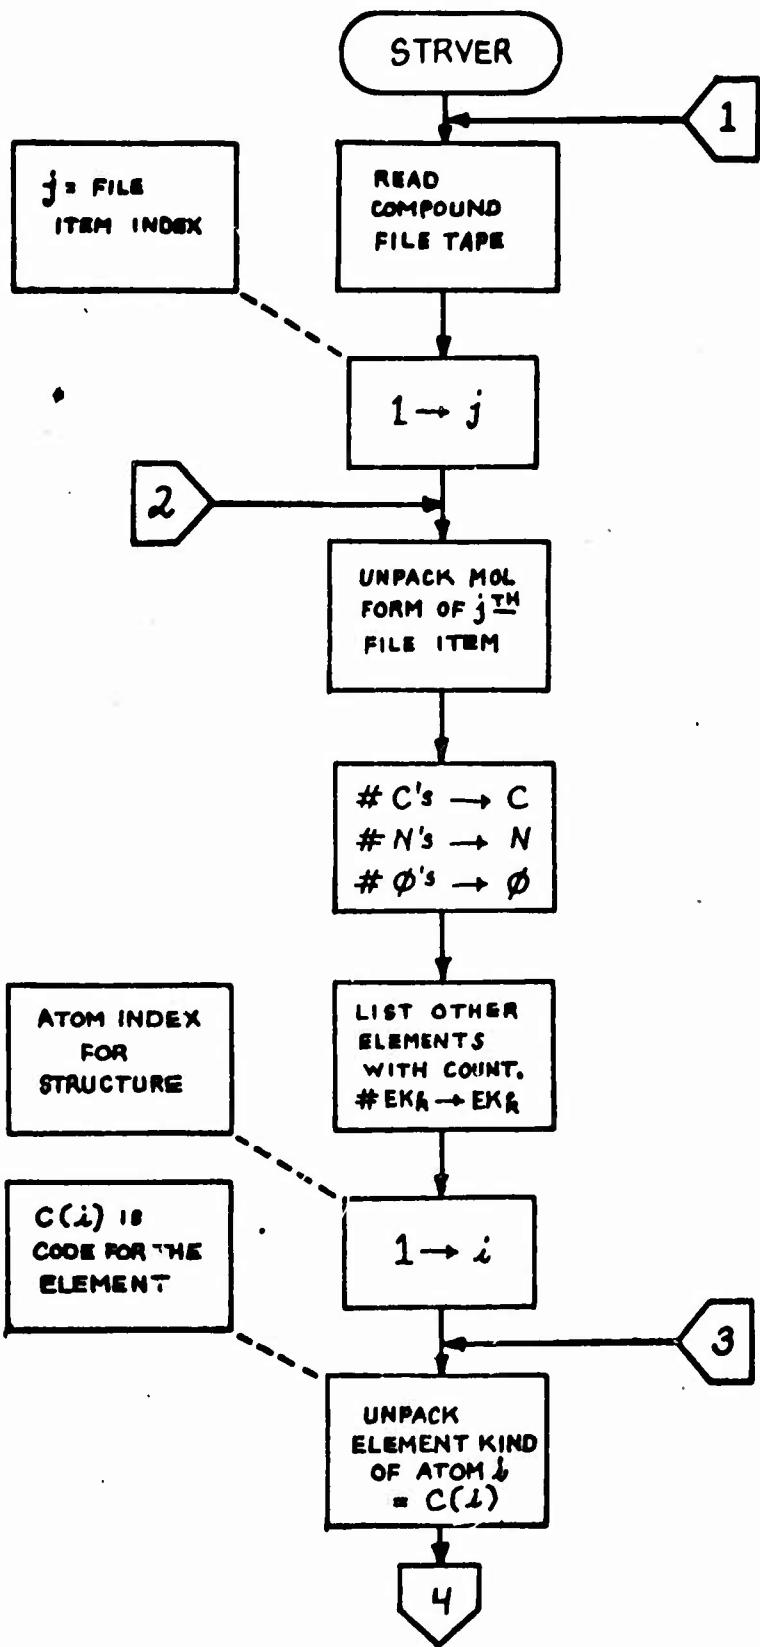 STRVER
1
j = FILE
ITEM INDEX
READ
COMPOUND
FILE TAPE
1 → j
2
UNPACK MOL
FORM OF jTH
FILE ITEM
# C's → C
# N's → N
# Ø's → Ø
ATOM INDEX
FOR
STRUCTURE
LIST OTHER
ELEMENTS
WITH COUNT.
# EKk → EKk
C(i) IS
CODE FOR THE
ELEMENT
1 → i
3
UNPACK
ELEMENT KIND
OF ATOM i
= C(i)
4